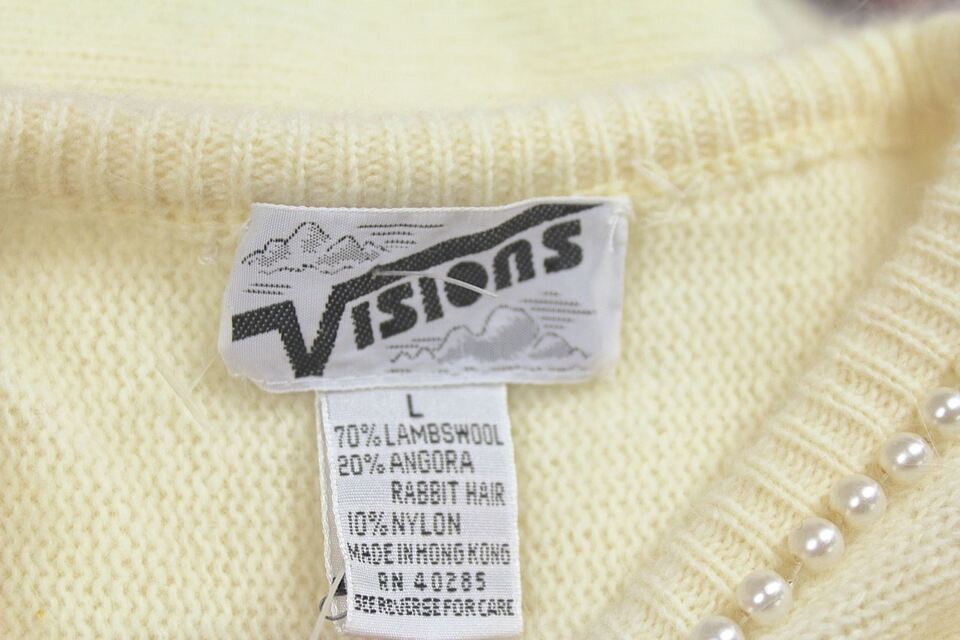 VISIONS
L
70% LAMBSWOOL
20% ANGORA
RABBIT HAIR
10% NYLON
MADE IN HONG KONG
RN 40285
SEE REVERSE FOR CARE